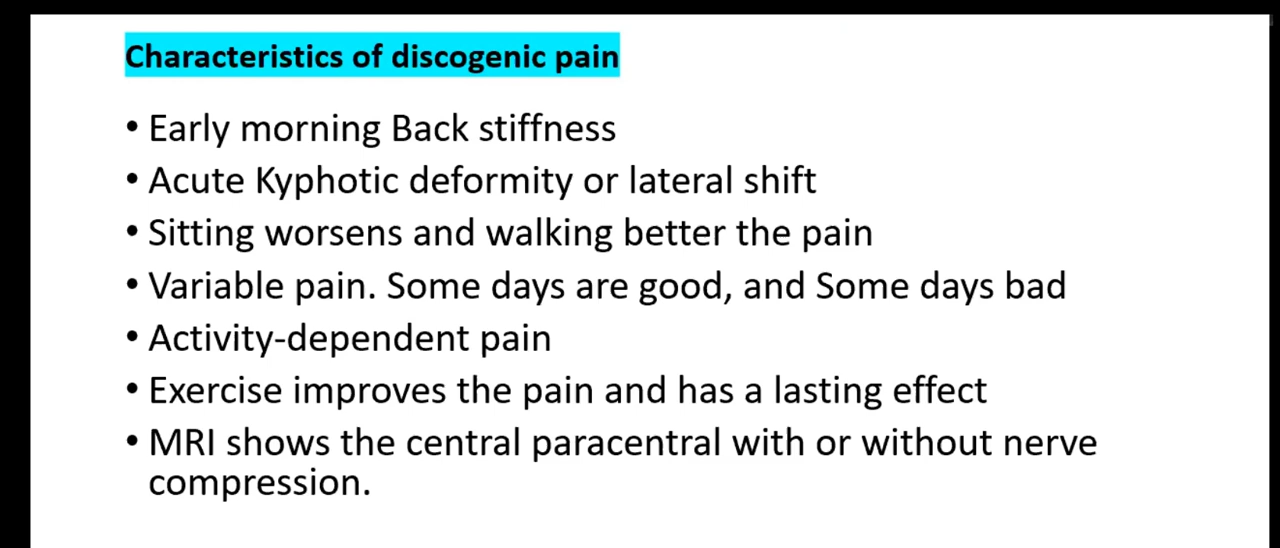 Characteristics of discogenic pain
• Early morning Back stiffness
• Acute Kyphotic deformity or lateral shift
• Sitting worsens and walking better the pain
• Variable pain. Some days are good, and Some days bad
• Activity-dependent pain
• Exercise improves the pain and has a lasting effect
• MRI shows the central paracentral with or without nerve
compression.